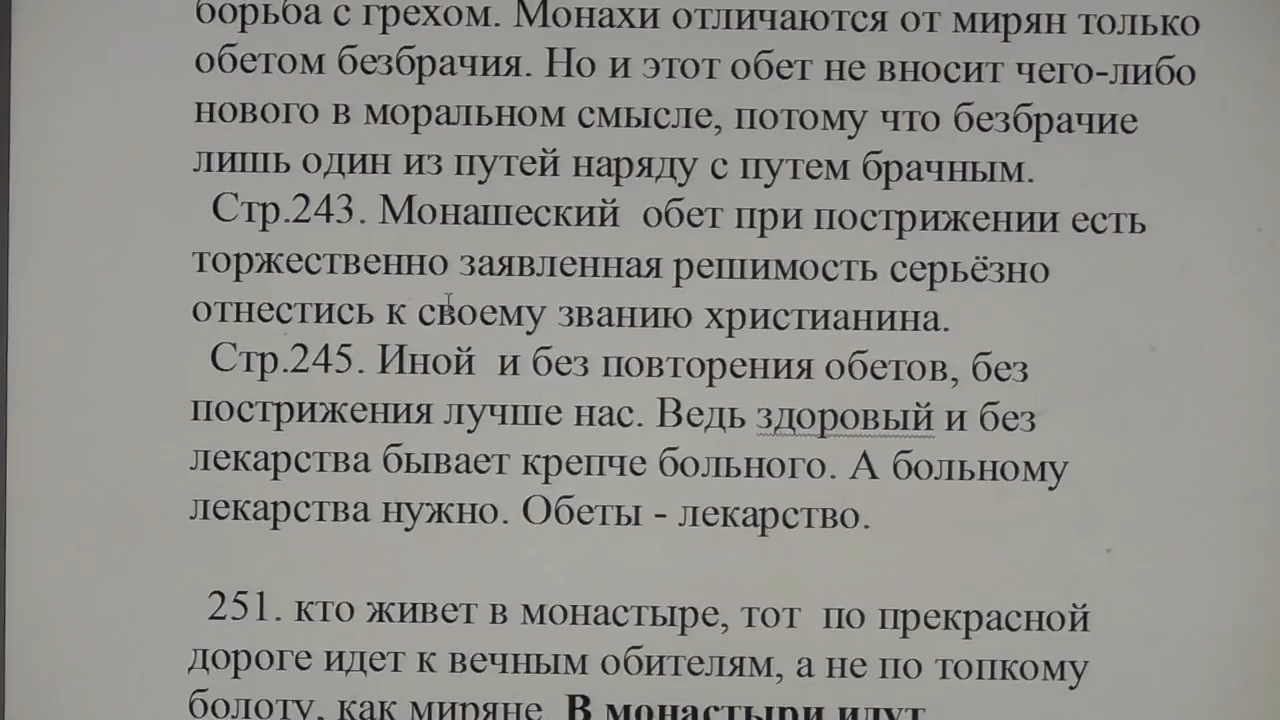 борьба с грехом. Монахи отличаются от мирян только
обетом безбрачия. Но и этот обет не вносит чего-либо
нового в моральном смысле, потому что безбрачие
лишь один из путей наряду с путем брачным.
Стр.243. Монашеский обет при пострижении есть
торжественно заявленная решимость серьёзно
отнестись к своему званию христианина.
Стр.245. Иной и без повторения обетов, без
пострижения лучше нас. Ведь здоровый и без
лекарства бывает крепче больного. А больному
лекарства нужно. Обеты - лекарство.
251. кто живет в монастыре, тот по прекрасной
дороге идет к вечным обителям, а не по топкому
болоту, как миряне. В монастыри идут